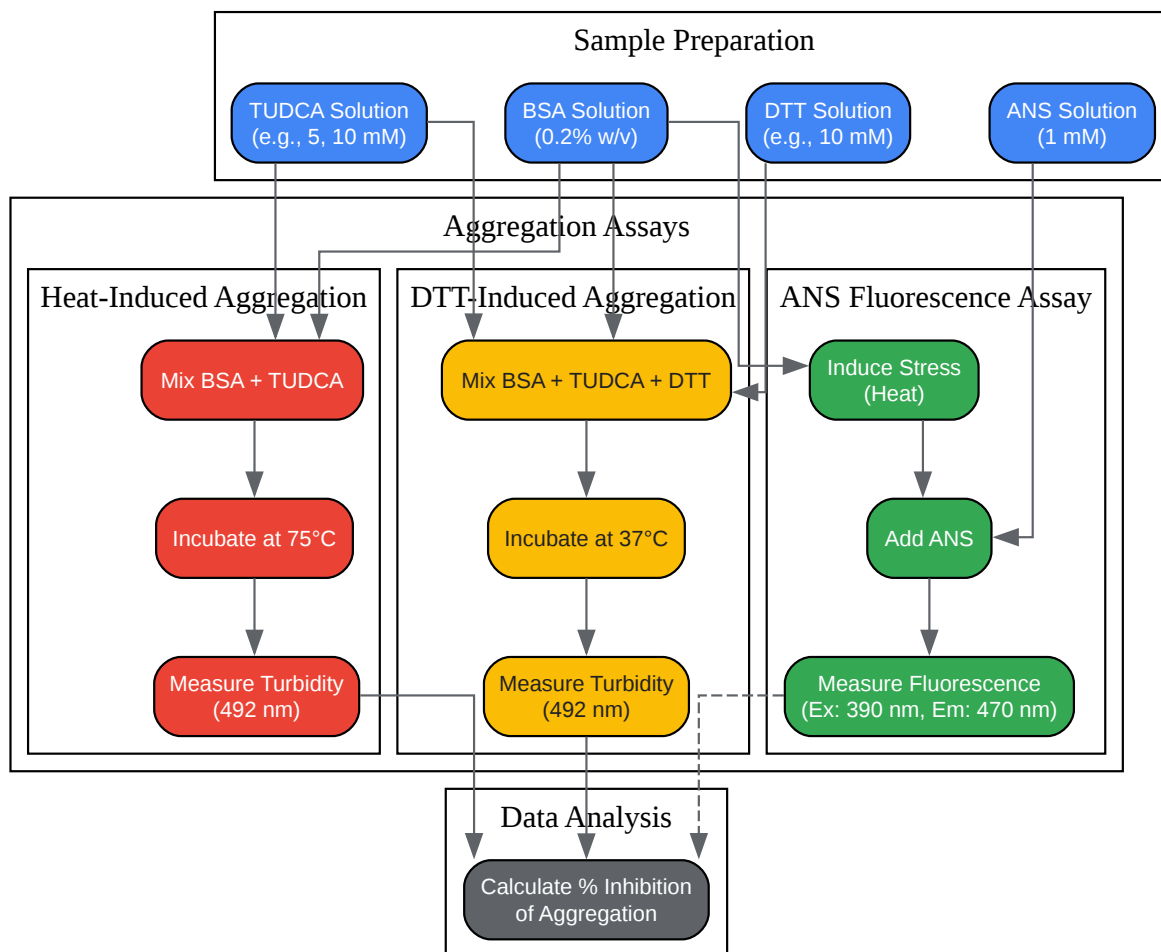 Sample Preparation
TUDCA Solution
(e.g., 5, 10 mM)
BSA Solution
(0.2% w/v)
DTT Solution
(e.g., 10 mM)
ANS Solution
(1 mM)
Aggregation Assays
Heat-Induced Aggregation
DTT-Induced Aggregation
ANS Fluorescence Assay
Mix BSA + TUDCA
Mix BSA + TUDCA + DTT
Induce Stress
(Heat)
Incubate at 75°C
Incubate at 37°C
Add ANS
Measure Turbidity
(492 nm)
Measure Turbidity
(492 nm)
Measure Fluorescence
(Ex: 390 nm, Em: 470 nm)
Data Analysis
Calculate % Inhibition
of Aggregation